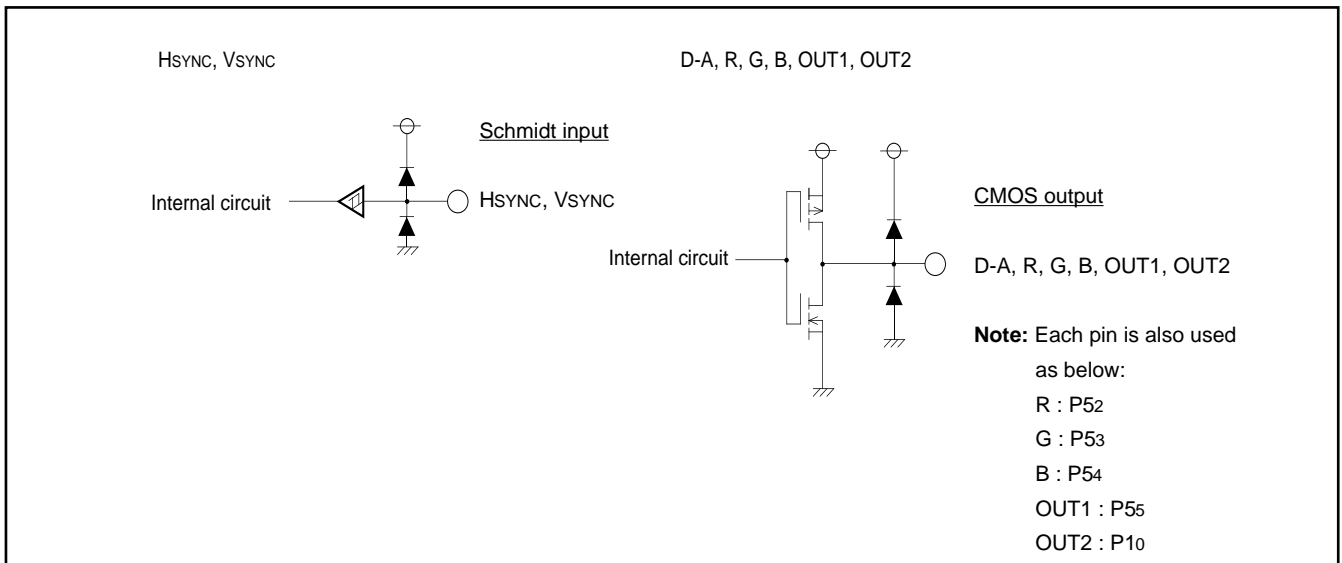 HSYNC, VSYNC
D-A, R, G, B, OUT1, OUT2
Schmidt input
Internal circuit
HSYNC, VSYNC
CMOS output
Internal circuit
D-A, R, G, B, OUT1, OUT2
Note: Each pin is also used
as below:
R : P52
G : P53
B : P54
OUT1 : P55
OUT2 : P10